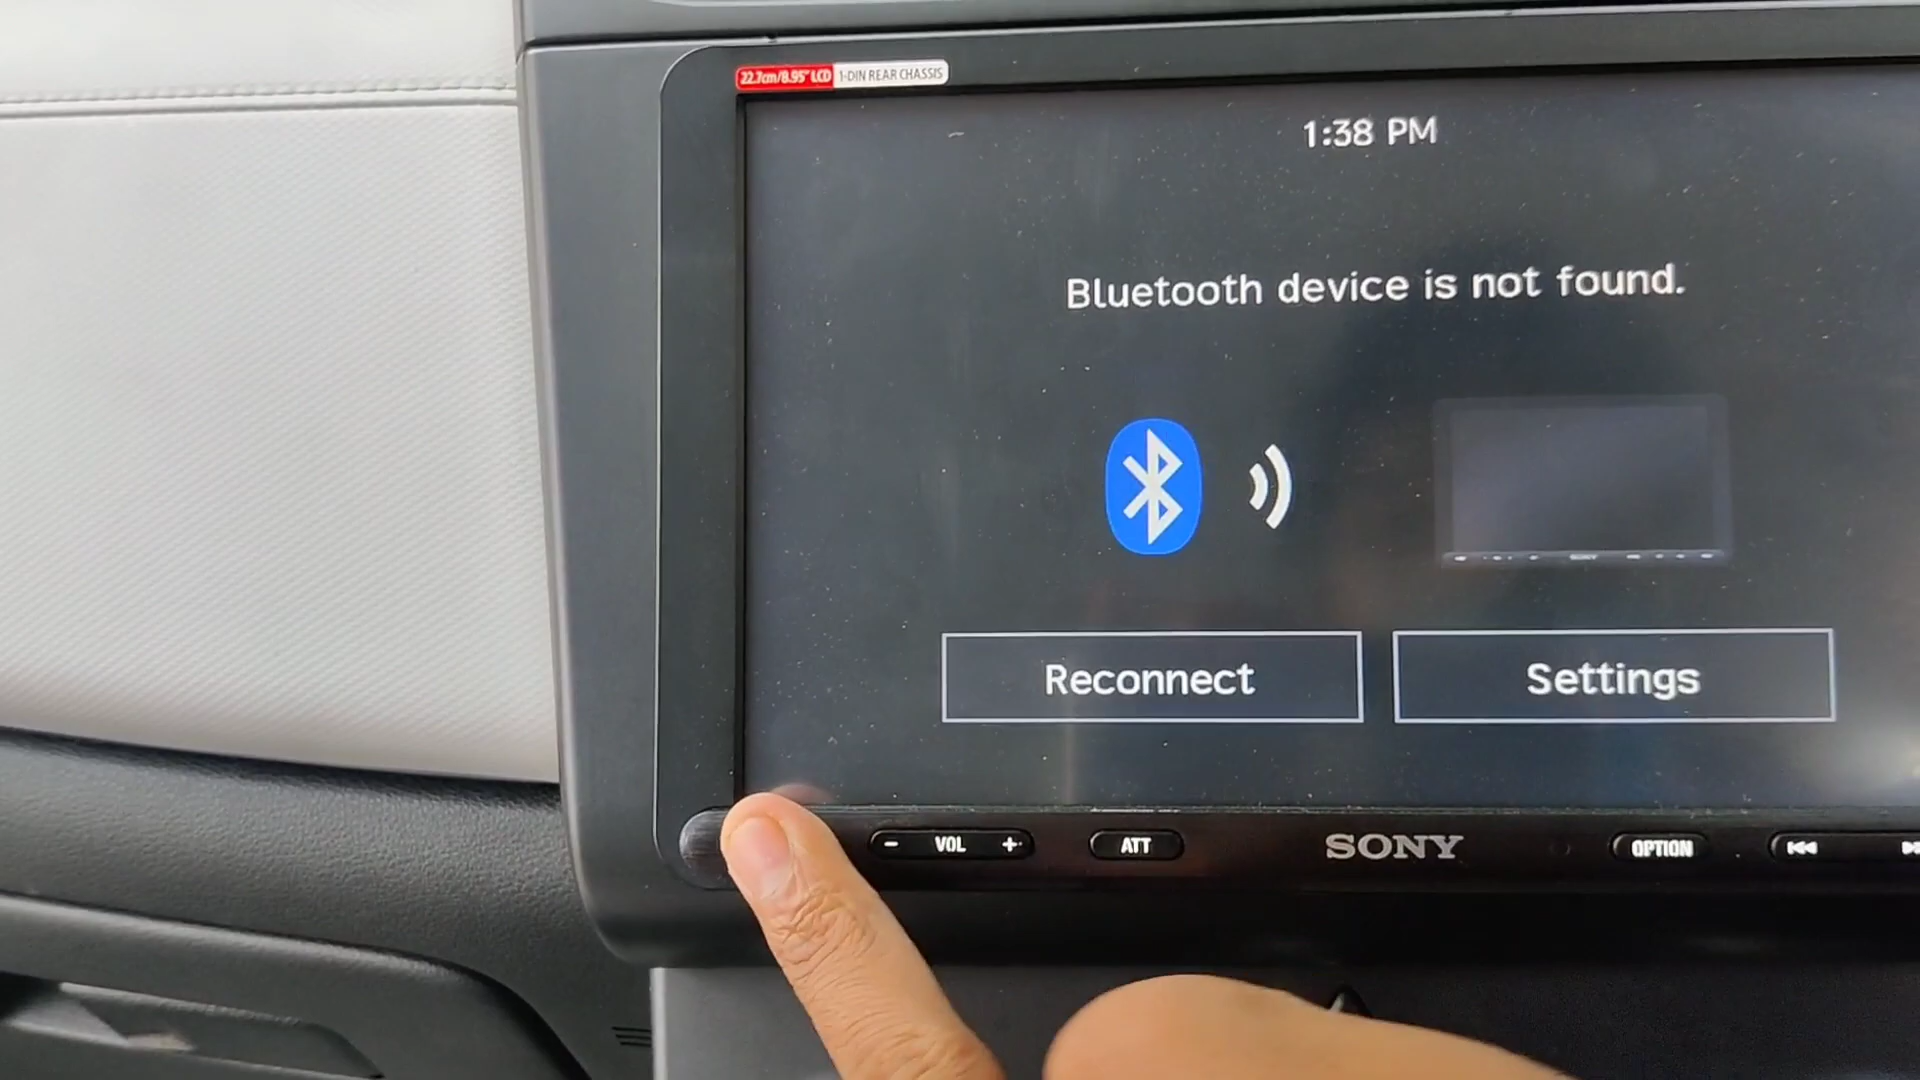 22.7cm/8.95" LCD 1-DIN REAR CHASSIS
1:38 PM
Bluetooth device is not found.
Reconnect Settings
- VOL + ATT SONY OPTION